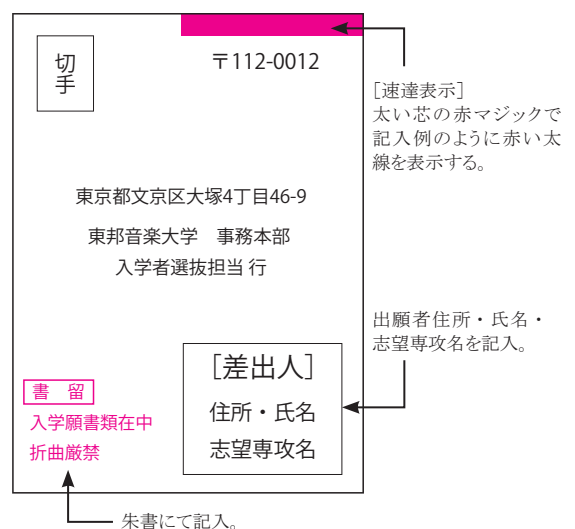 切手
〒112-0012
[速達表示]
太い芯の赤マジックで
記入例のように赤い太
線を表示する。
東京都文京区大塚4丁目46-9
東邦音楽大学　事務本部
入学者選抜担当 行
出願者住所・氏名・
志望専攻名を記入。
[差出人]
住所・氏名
志望専攻名
書　留
入学願書類在中
折曲厳禁
朱書にて記入。